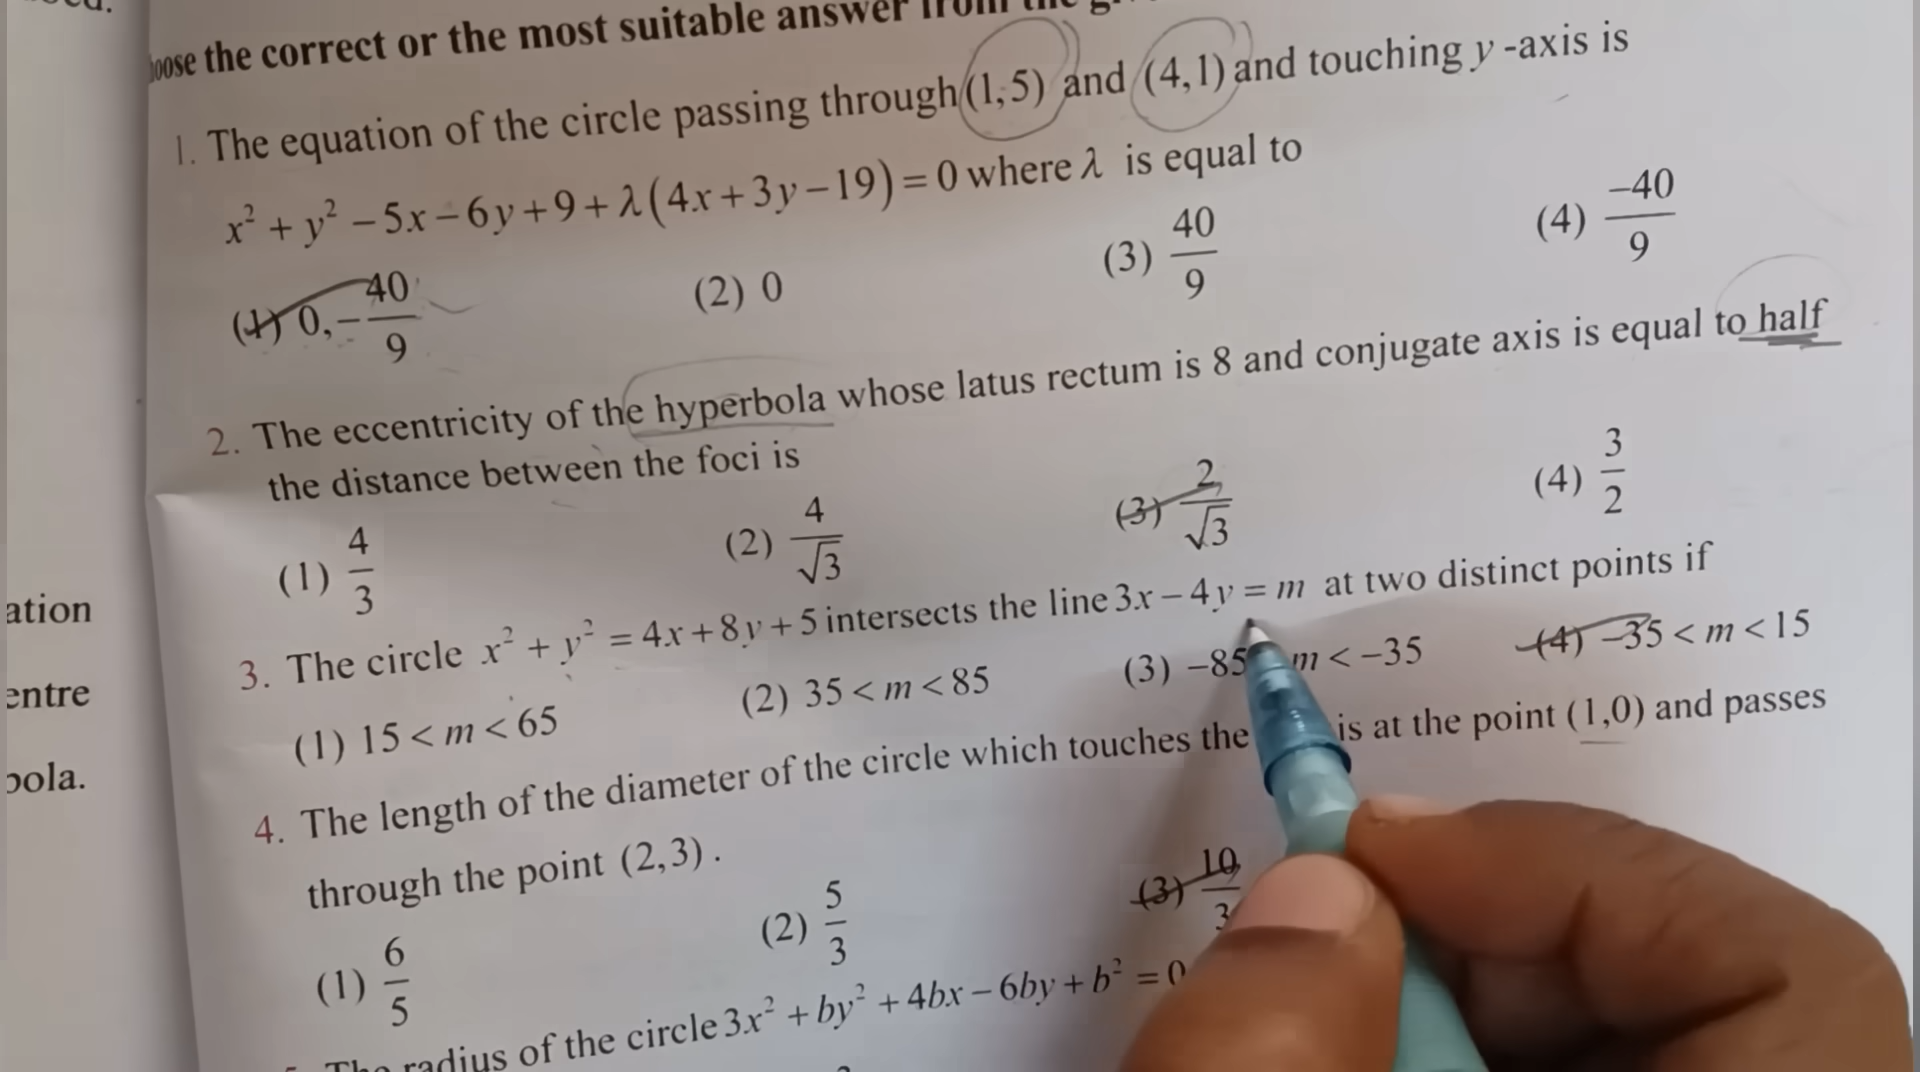 the correct or the most suitable answer from the
1. The equation of the circle passing through (1,5) and (4,1) and touching y -axis is
x² + y² − 5x − 6y + 9 + λ(4x + 3y − 19) = 0 where λ is equal to
(1) 0, −40/9 (2) 0 (3) 40/9 (4) −40/9
2. The eccentricity of the hyperbola whose latus rectum is 8 and conjugate axis is equal to half
the distance between the foci is
(1) 4/3 (2) 4/√3 (3) 2/√3 (4) 3/2
3. The circle x² + y² = 4x + 8y + 5 intersects the line 3x − 4y = m at two distinct points if
(1) 15 < m < 65 (2) 35 < m < 85 (3) −85 m < −35 (4) −35 < m < 15
4. The length of the diameter of the circle which touches the is at the point (1,0) and passes
through the point (2,3) .
(1) 6/5 (2) 5/3 (3) 10/3
radius of the circle 3x² + by² + 4bx − 6by + b² = 0
ation
entre
bola.